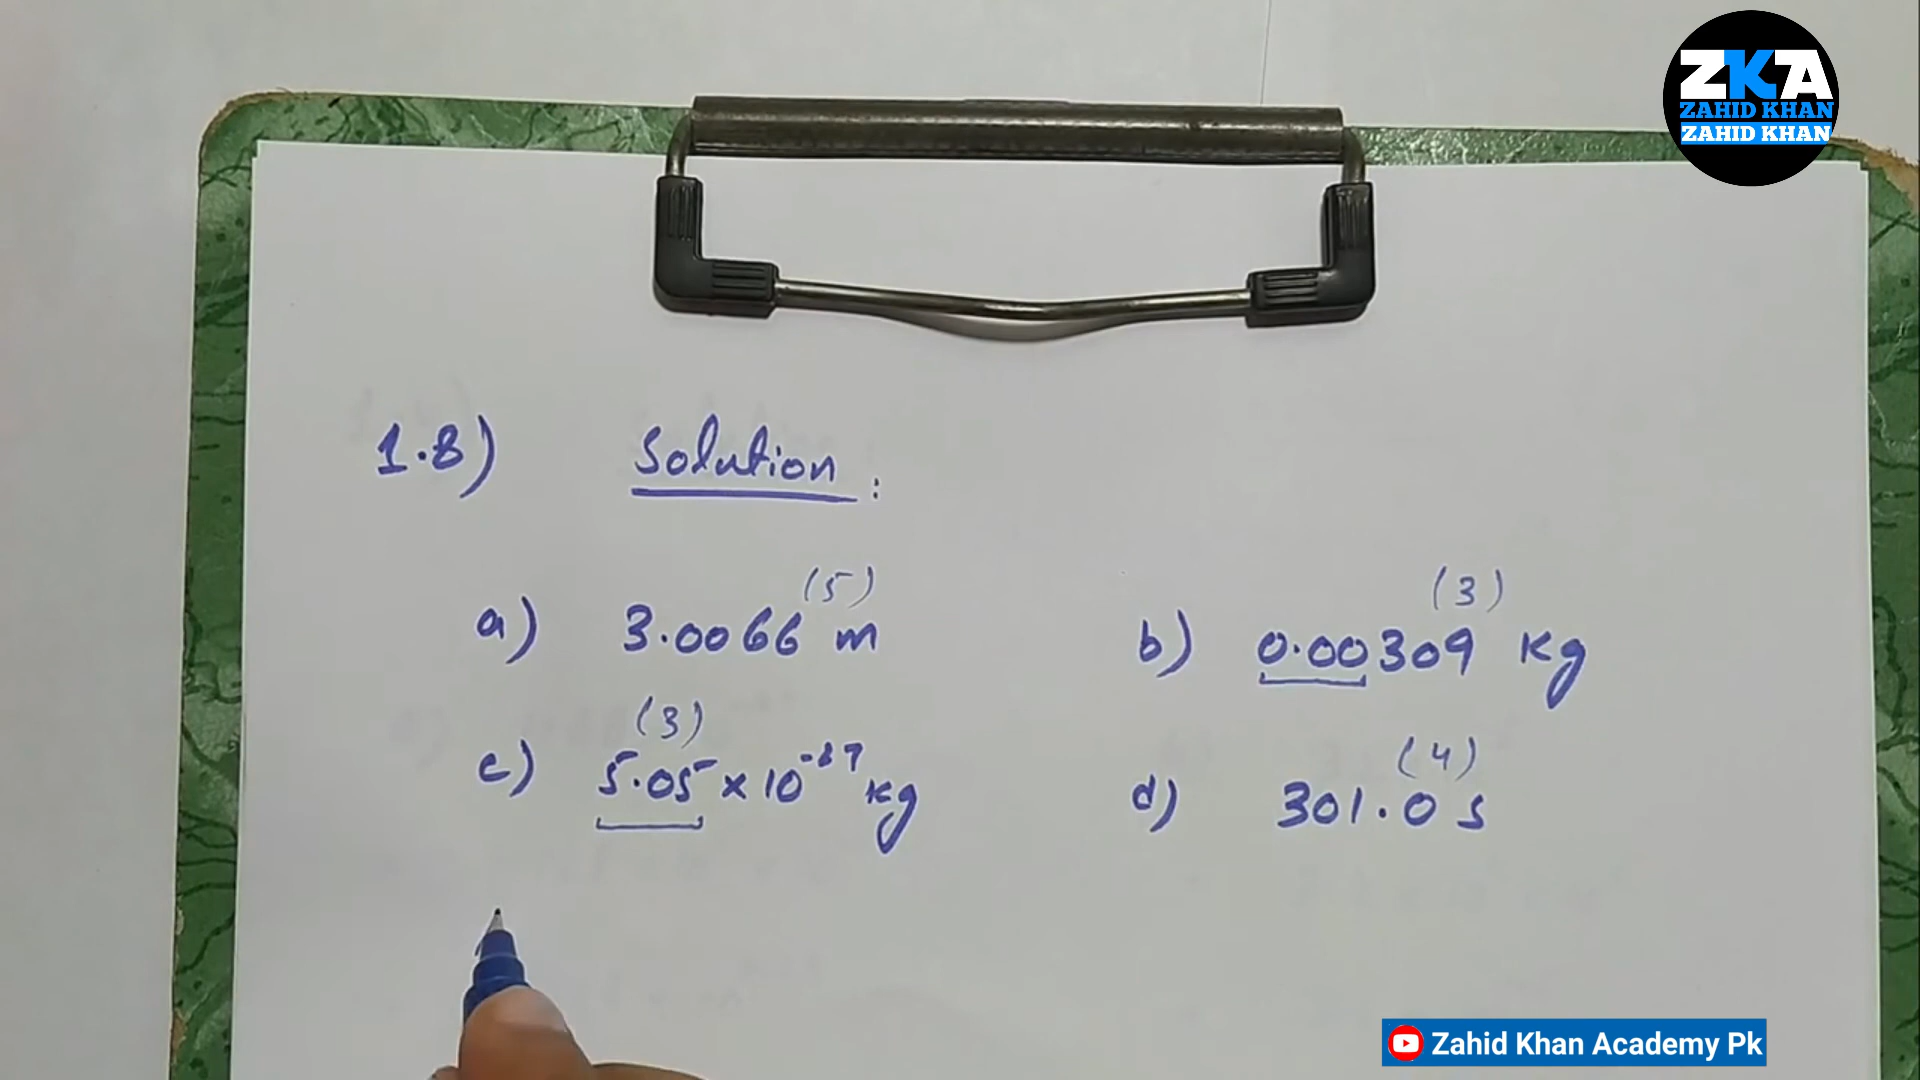 ZKA
ZAHID KHAN
ZAHID KHAN
1.8) Solution:
(5) (3)
a) 3.0066 m b) 0.00309 kg
(3) (4)
c) 5.05 × 10⁻²⁷ kg d) 301.0 s
Zahid Khan Academy Pk